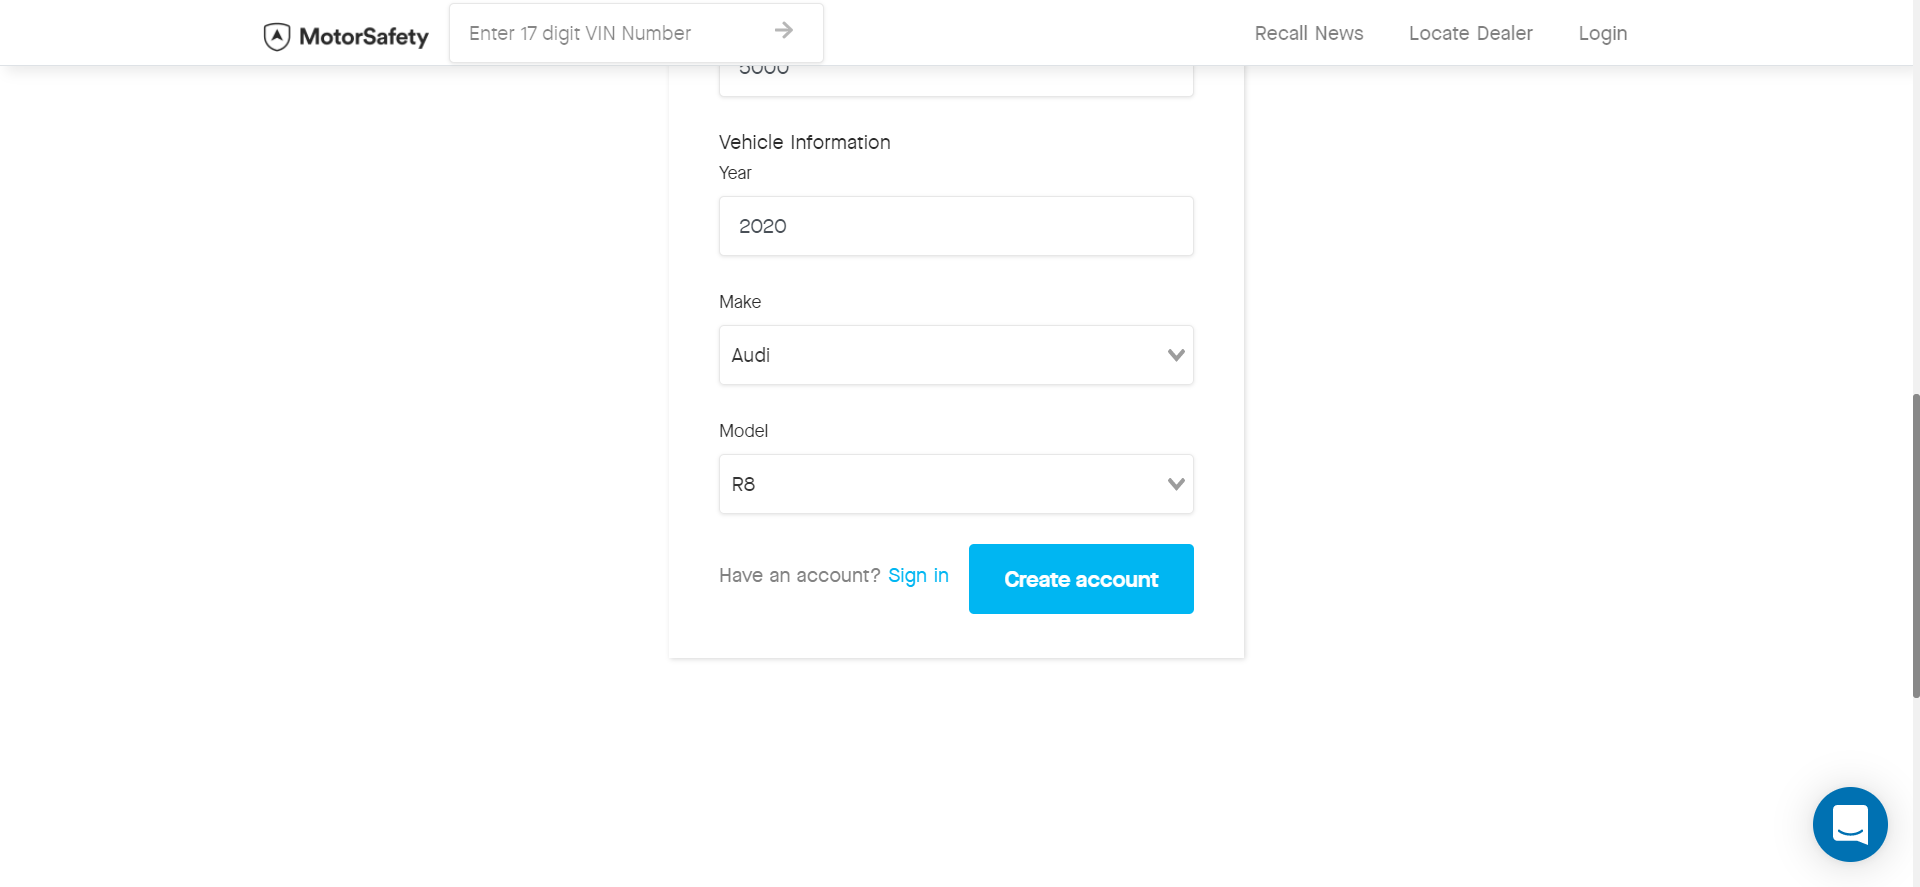 MotorSafety
Enter 17 digit VIN Number
Recall News
Locate Dealer
Login
5000
Vehicle Information
Year
2020
Make
Audi
Model
R8
Have an account? Sign in
Create account